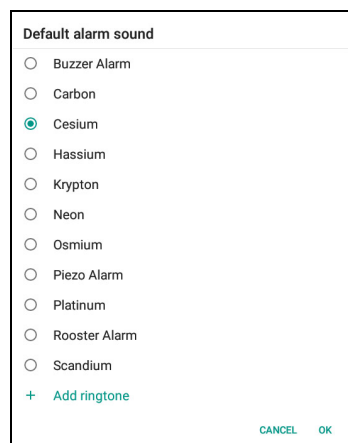 Default alarm sound
Buzzer Alarm
Carbon
Cesium
Hassium
Krypton
Neon
Osmium
Piezo Alarm
Platinum
Rooster Alarm
Scandium
+ Add ringtone
CANCEL OK